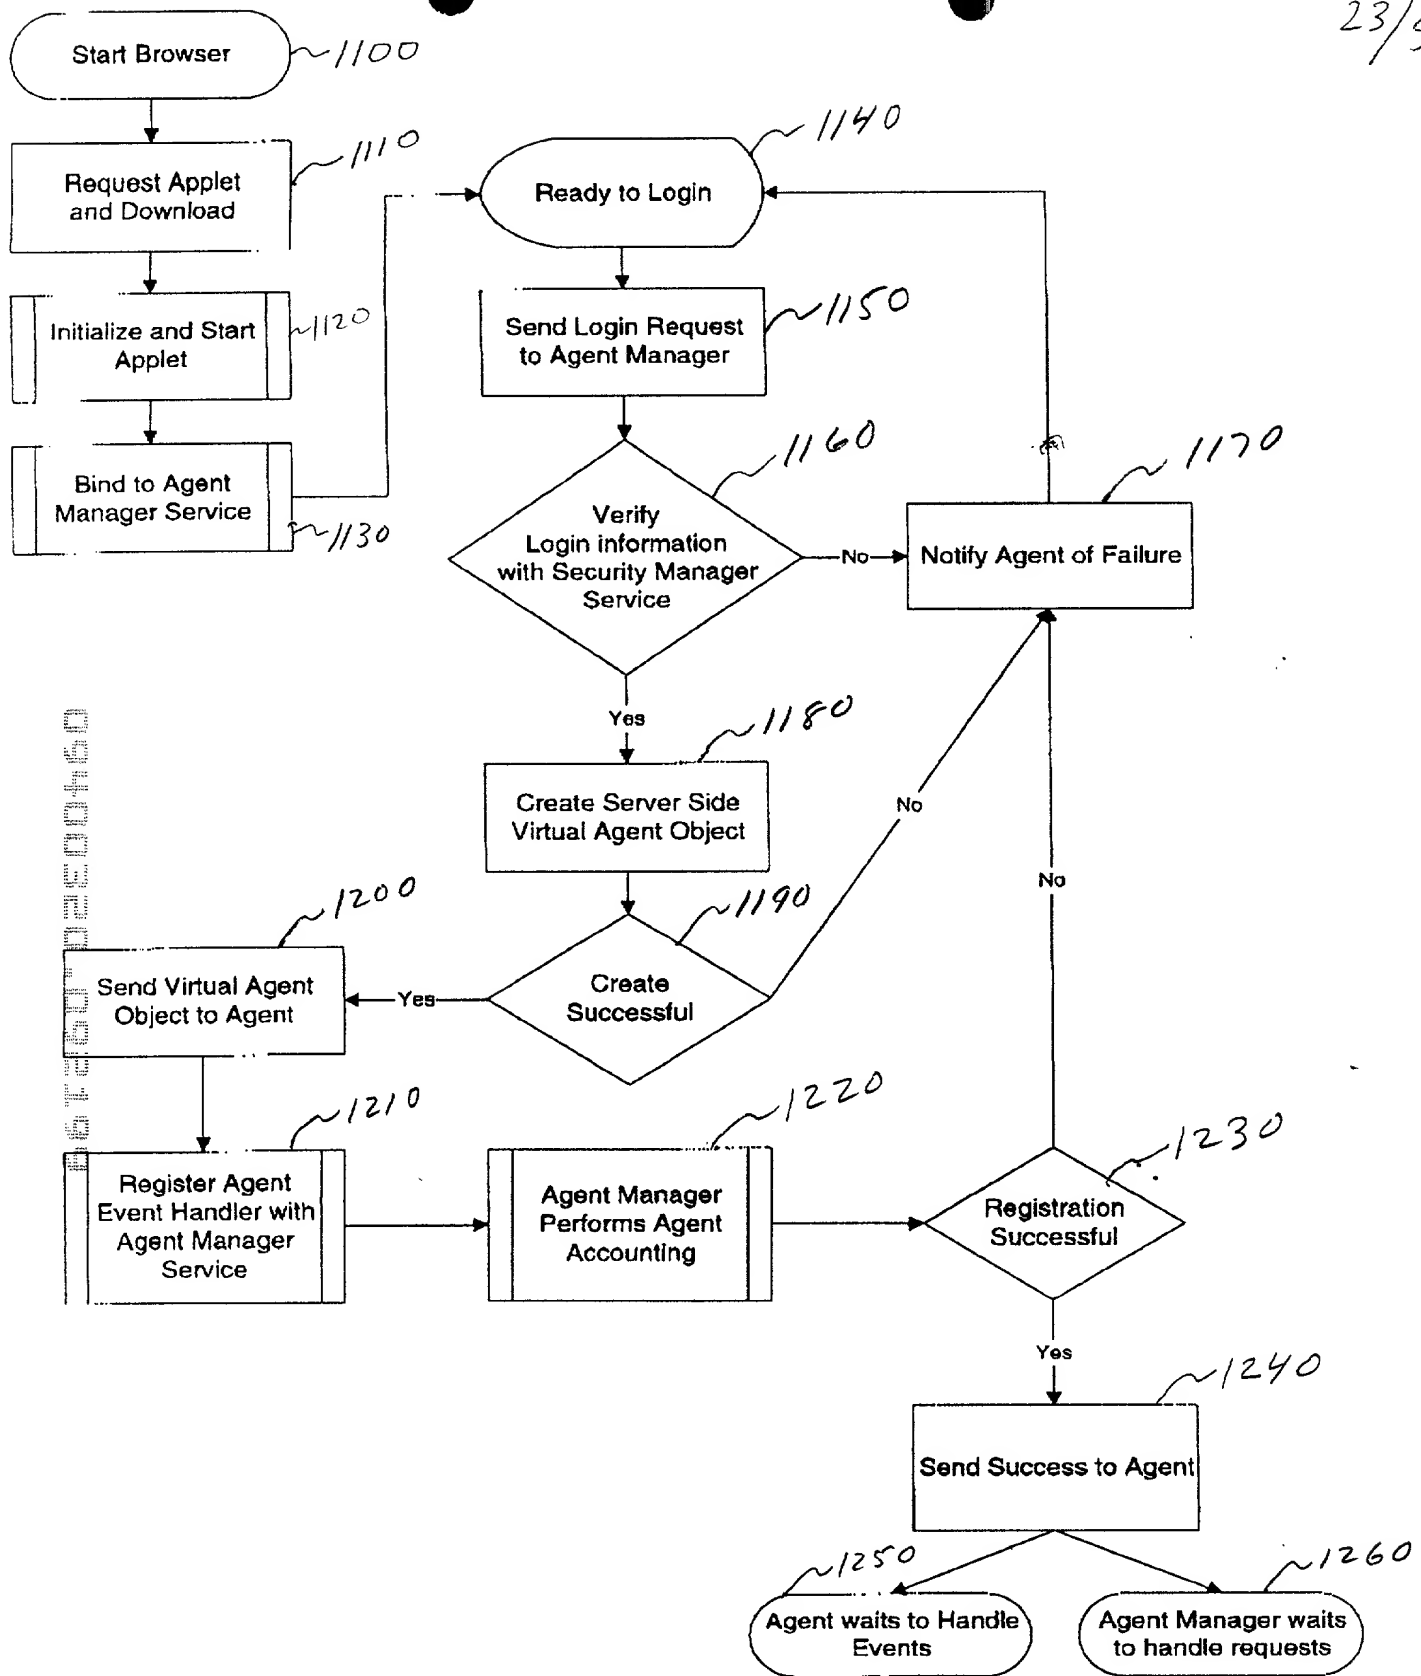 Start Browser
1100
Request Applet
and Download
1110
Initialize and Start
Applet
1120
Bind to Agent
Manager Service
1130
Ready to Login
1140
Send Login Request
to Agent Manager
1150
Verify
Login information
with Security Manager
Service
1160
No
Notify Agent of Failure
1170
Yes
Create Server Side
Virtual Agent Object
1180
No
No
Create
Successful
1190
Yes
Send Virtual Agent
Object to Agent
1200
Register Agent
Event Handler with
Agent Manager
Service
1210
Agent Manager
Performs Agent
Accounting
1220
Registration
Successful
1230
Yes
Send Success to Agent
1240
Agent waits to Handle
Events
1250
Agent Manager waits
to handle requests
1260